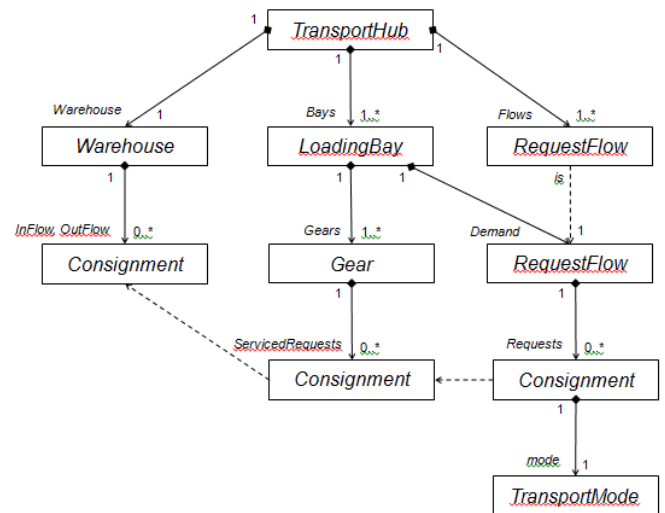 TransportHub
1
1
1
Warehouse
1
Bays
1..*
Flows
1..*
Warehouse
LoadingBay
RequestFlow
1
1
1
is
InFlow, OutFlow
0..*
Gears
1..*
Demand
1
Consignment
Gear
RequestFlow
1
1
ServicedRequests
0..*
Requests
0..*
Consignment
Consignment
1
mode
1
TransportMode